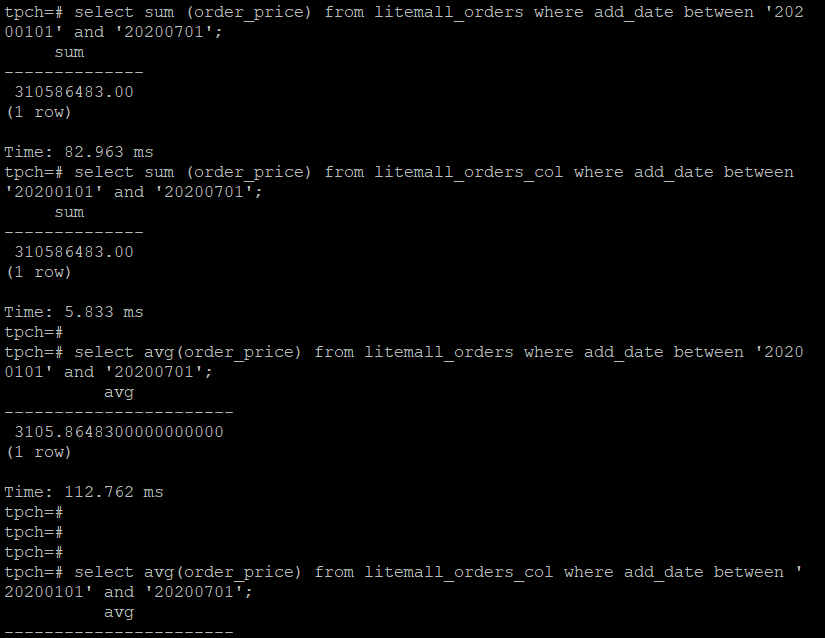 tpch=# select sum (order_price) from litemall_orders where add_date between '202
00101' and '20200701';
     sum
--------------
 310586483.00
(1 row)

Time: 82.963 ms
tpch=# select sum (order_price) from litemall_orders_col where add_date between
'20200101' and '20200701';
     sum
--------------
 310586483.00
(1 row)

Time: 5.833 ms
tpch=#
tpch=# select avg(order_price) from litemall_orders where add_date between '2020
0101' and '20200701';
          avg
-----------------------
 3105.8648300000000000
(1 row)

Time: 112.762 ms
tpch=#
tpch=#
tpch=#
tpch=# select avg(order_price) from litemall_orders_col where add_date between '
20200101' and '20200701';
          avg
-----------------------